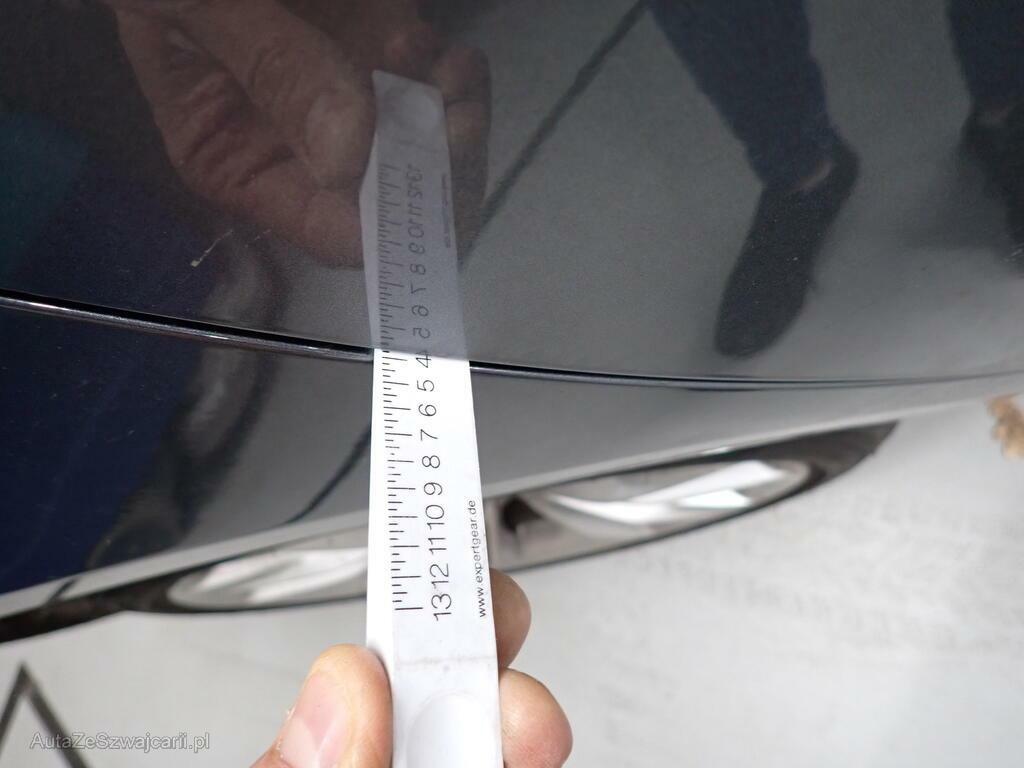 4 5 6 7 8 9 10 11 12 13
www.expertgear.de
AutaZeSzwajcarii.pl